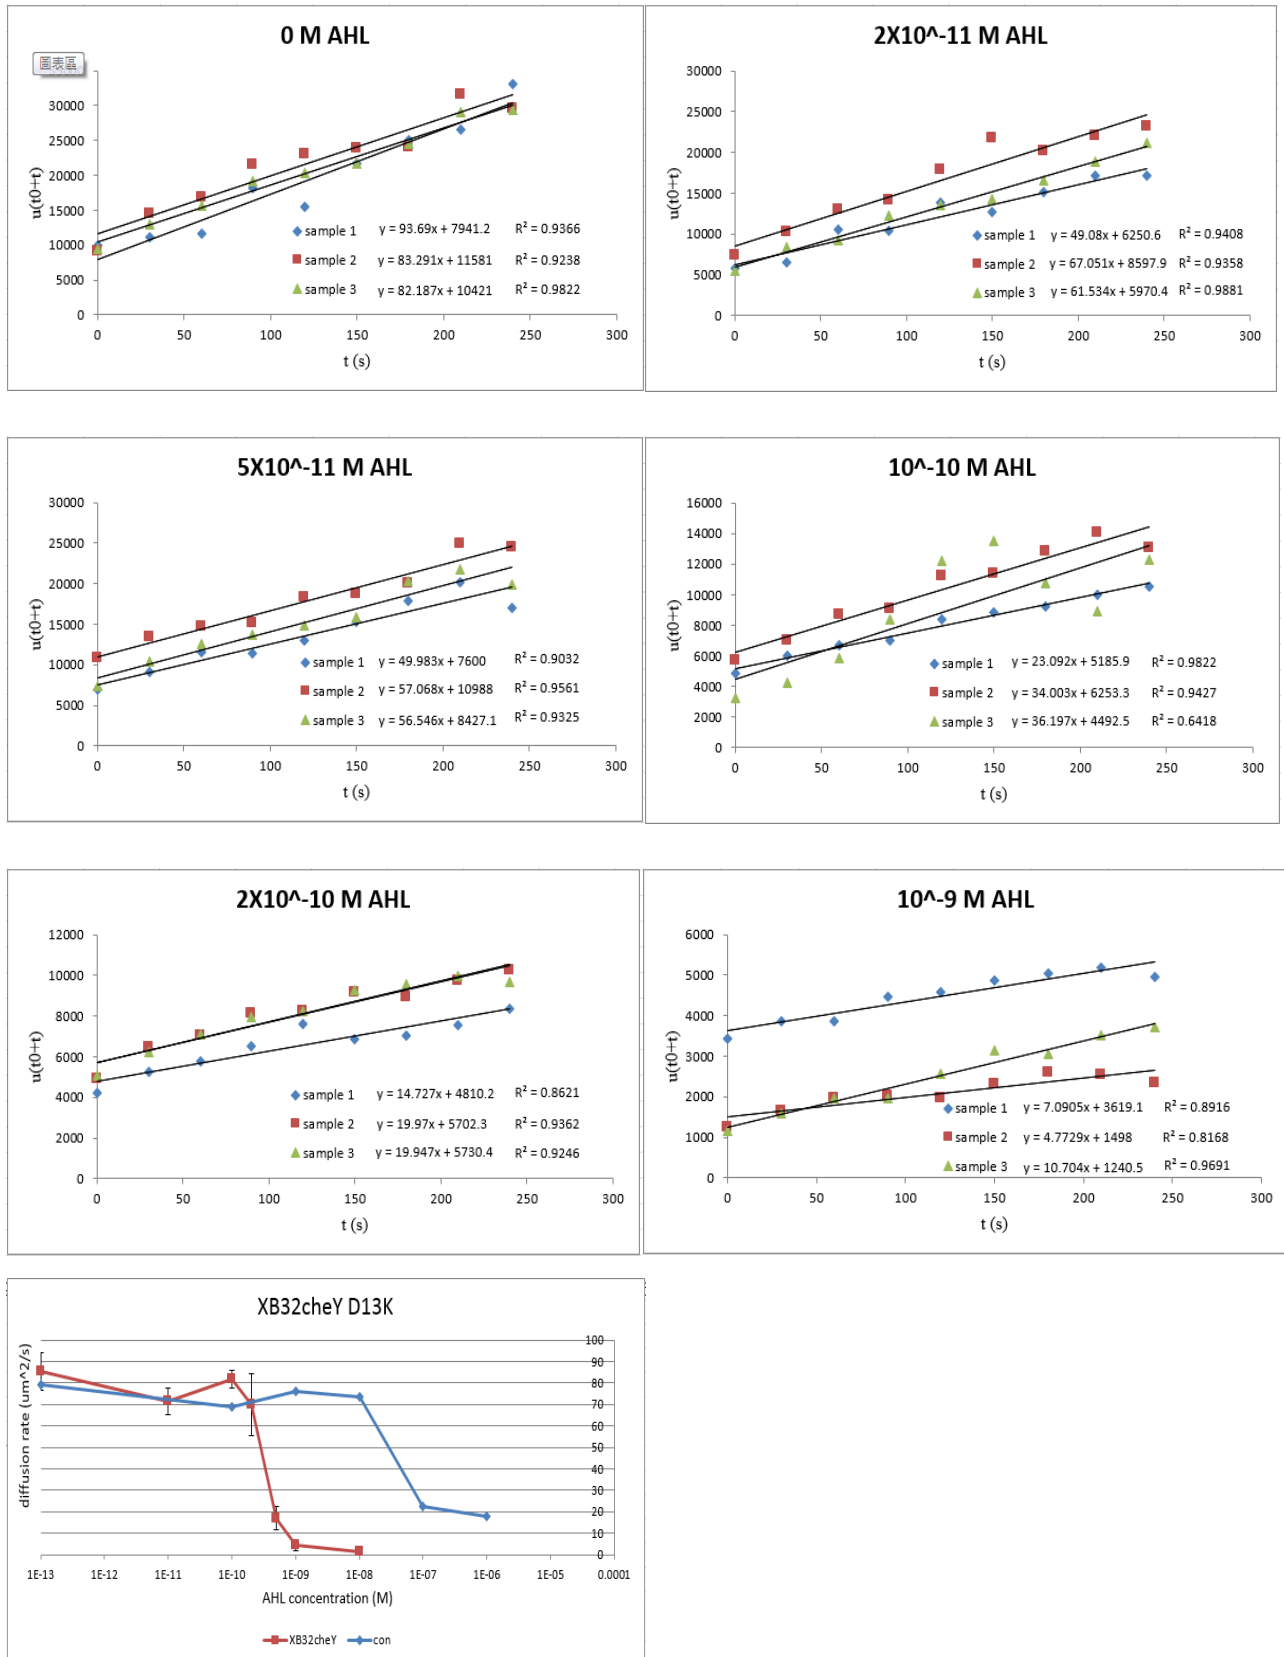 0 M AHL
圖表區
35000
30000
25000
20000
15000
10000
5000
0
u(t0+t)
sample 1 y = 93.69x + 7941.2 R² = 0.9366
sample 2 y = 83.291x + 11581 R² = 0.9238
sample 3 y = 82.187x + 10421 R² = 0.9822
0 50 100 150 200 250 300
t (s)
2X10^-11 M AHL
30000
25000
20000
15000
10000
5000
0
u(t0+t)
sample 1 y = 49.08x + 6250.6 R² = 0.9408
sample 2 y = 67.051x + 8597.9 R² = 0.9358
sample 3 y = 61.534x + 5970.4 R² = 0.9881
0 50 100 150 200 250 300
t (s)
5X10^-11 M AHL
30000
25000
20000
15000
10000
5000
0
u(t0+t)
sample 1 y = 49.983x + 7600 R² = 0.9032
sample 2 y = 57.068x + 10988 R² = 0.9561
sample 3 y = 56.546x + 8427.1 R² = 0.9325
0 50 100 150 200 250 300
t (s)
10^-10 M AHL
16000
14000
12000
10000
8000
6000
4000
2000
0
u(t0+t)
sample 1 y = 23.092x + 5185.9 R² = 0.9822
sample 2 y = 34.003x + 6253.3 R² = 0.9427
sample 3 y = 36.197x + 4492.5 R² = 0.6418
0 50 100 150 200 250 300
t (s)
2X10^-10 M AHL
12000
10000
8000
6000
4000
2000
0
u(t0+t)
sample 1 y = 14.727x + 4810.2 R² = 0.8621
sample 2 y = 19.97x + 5702.3 R² = 0.9362
sample 3 y = 19.947x + 5730.4 R² = 0.9246
0 50 100 150 200 250 300
t (s)
10^-9 M AHL
6000
5000
4000
3000
2000
1000
0
u(t0+t)
sample 1 y = 7.0905x + 3619.1 R² = 0.8916
sample 2 y = 4.7729x + 1498 R² = 0.8168
sample 3 y = 10.704x + 1240.5 R² = 0.9691
0 50 100 150 200 250 300
t (s)
XB32cheY D13K
diffusion rate (um^2/s)
100
90
80
70
60
50
40
30
20
10
0
1E-13 1E-12 1E-11 1E-10 1E-09 1E-08 1E-07 1E-06 1E-05 0.0001
AHL concentration (M)
XB32cheY con